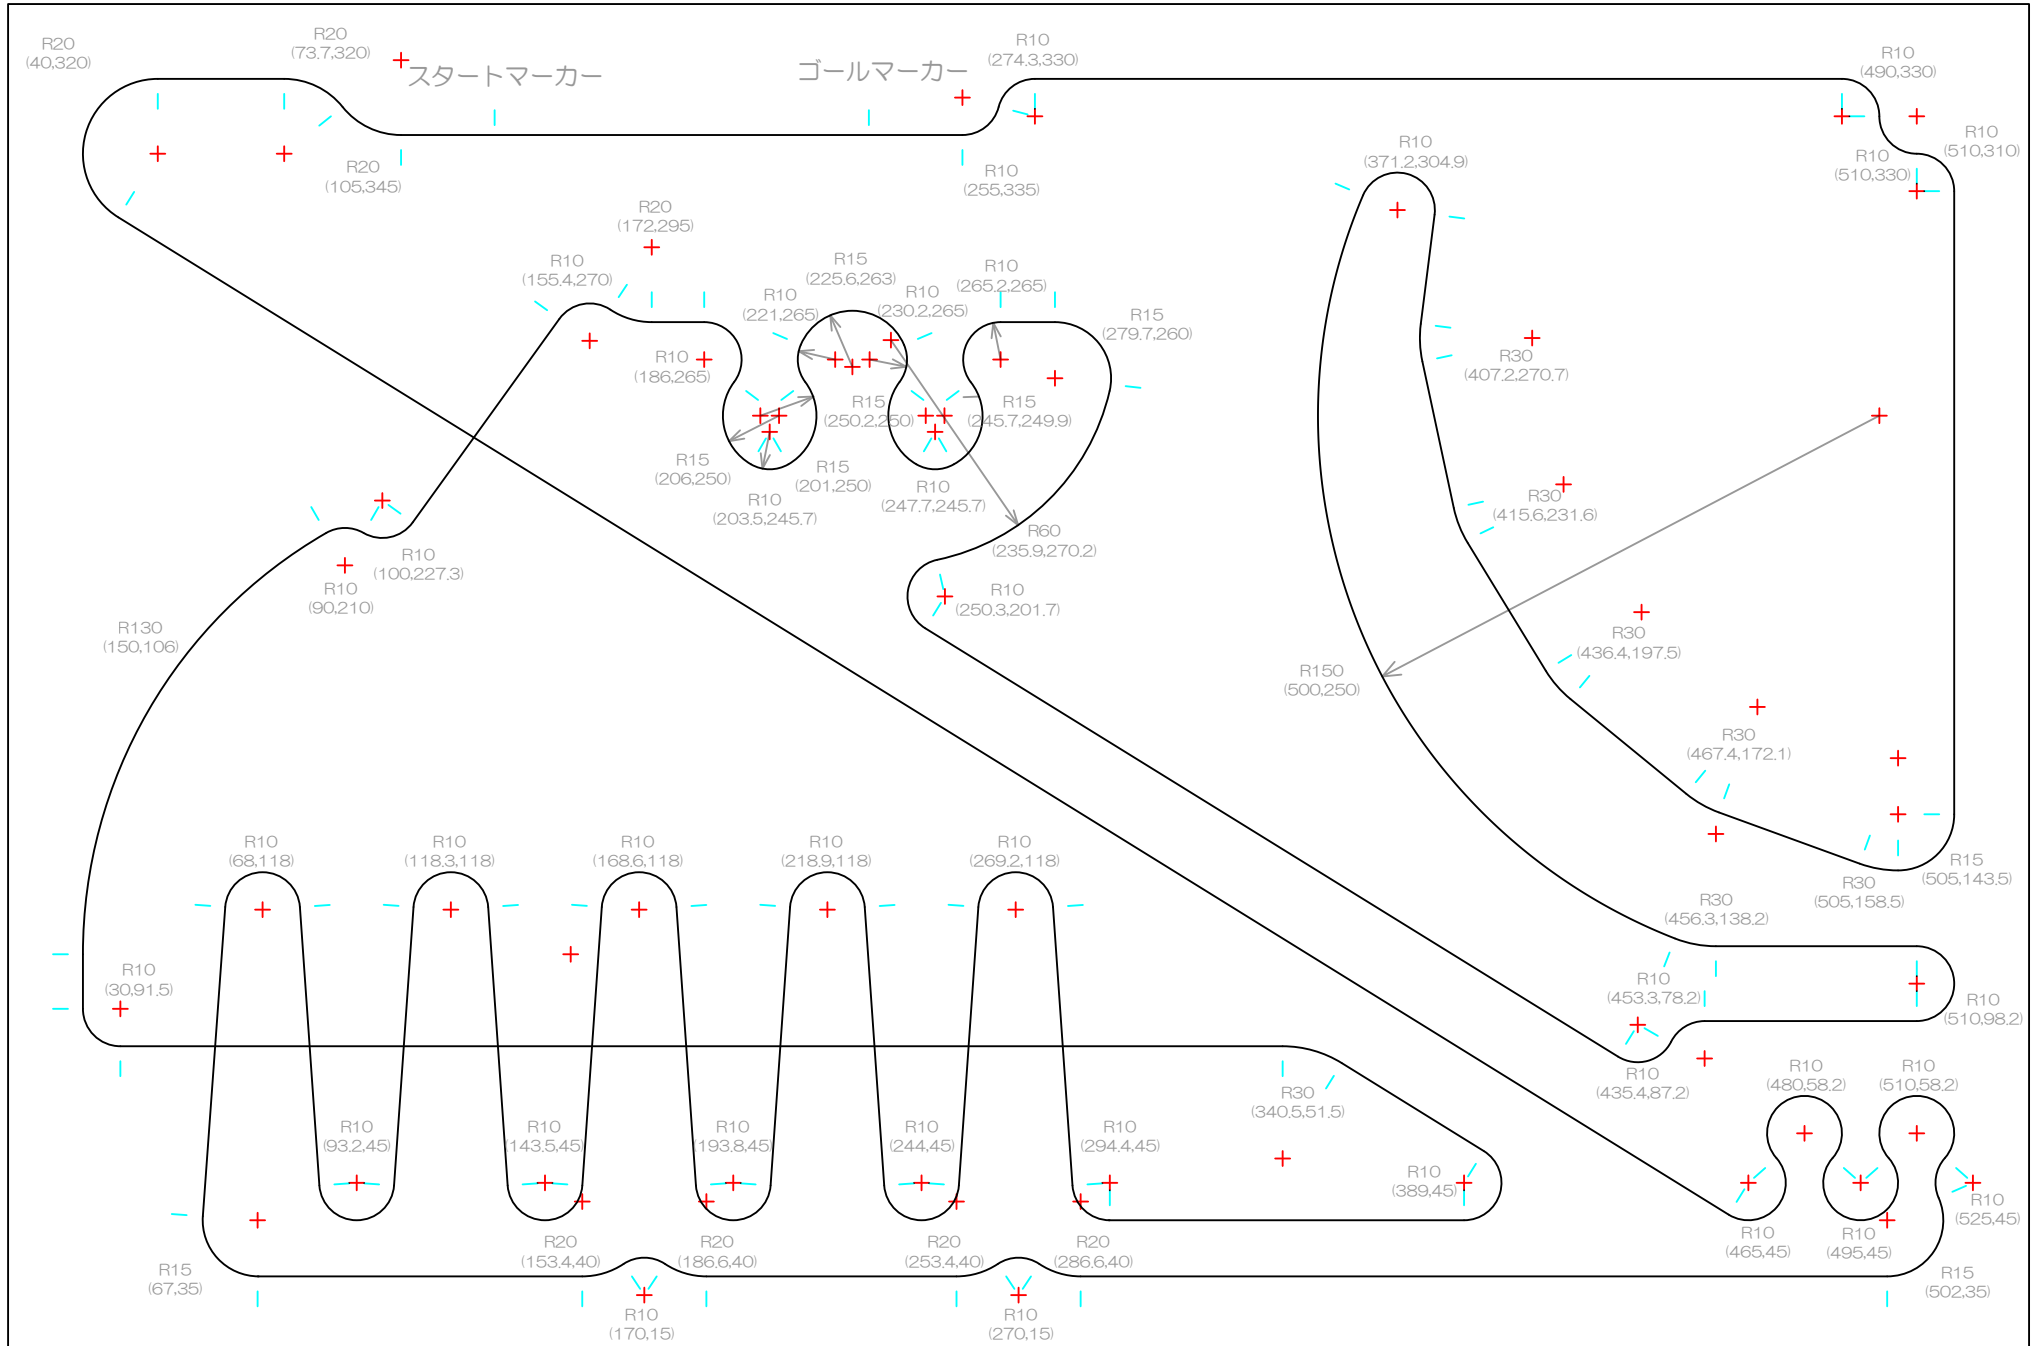 R20
(40,320)
R20
(73.7,320)
スタートマーカー
ゴールマーカー
R10
(274.3,330)
R10
(490,330)
R20
(105,345)
R10
(255,335)
R10
(371.2,304.9)
R10
(510,330)
R10
(510,310)
R20
(172,295)
R10
(155.4,270)
R15
(225.6,263)
R10
(221,265)
R10
(230.2,265)
R10
(265.2,265)
R15
(279.7,260)
R10
(186,265)
R30
(407.2,270.7)
R15
(250.2,250)
R15
(245.7,249.9)
R15
(206,250)
R15
(201,250)
R10
(203.5,245.7)
R10
(247.7,245.7)
R30
(415.6,231.6)
R60
(235.9,270.2)
R10
(100,227.3)
R10
(90,210)
R10
(250.3,201.7)
R130
(150,106)
R30
(436.4,197.5)
R150
(500,250)
R30
(467.4,172.1)
R10
(68,118)
R10
(118.3,118)
R10
(168.6,118)
R10
(218.9,118)
R10
(269.2,118)
R15
(505,143.5)
R30
(505,158.5)
R30
(456.3,138.2)
R10
(30,91.5)
R10
(453.3,78.2)
R10
(510,98.2)
R10
(435.4,87.2)
R10
(480,58.2)
R10
(510,58.2)
R30
(340.5,51.5)
R10
(93.2,45)
R10
(143.5,45)
R10
(193.8,45)
R10
(244,45)
R10
(294.4,45)
R10
(389,45)
R10
(465,45)
R10
(495,45)
R10
(525,45)
R15
(67,35)
R20
(153.4,40)
R20
(186.6,40)
R20
(253.4,40)
R20
(286.6,40)
R15
(502,35)
R10
(170,15)
R10
(270,15)